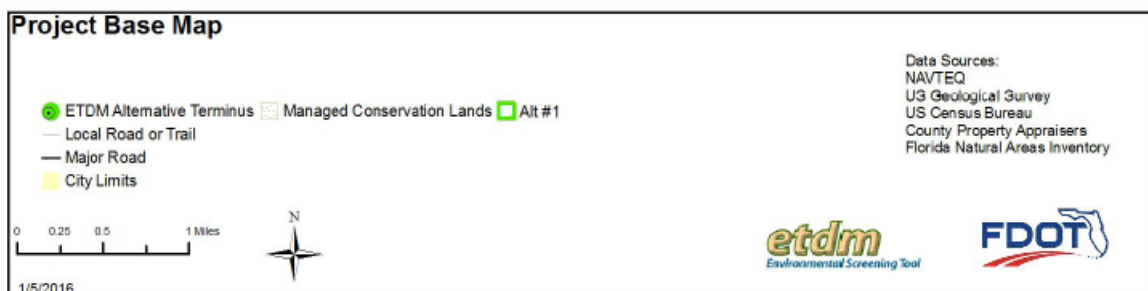 Project Base Map
Data Sources:
NAVTEQ
US Geological Survey
US Census Bureau
County Property Appraisers
Florida Natural Areas Inventory
ETDM Alternative Terminus Managed Conservation Lands Alt #1
Local Road or Trail
Major Road
City Limits
0 0.25 0.5 1 Miles
N
etdm
Environmental Screening Tool
FDOT
1/5/2016